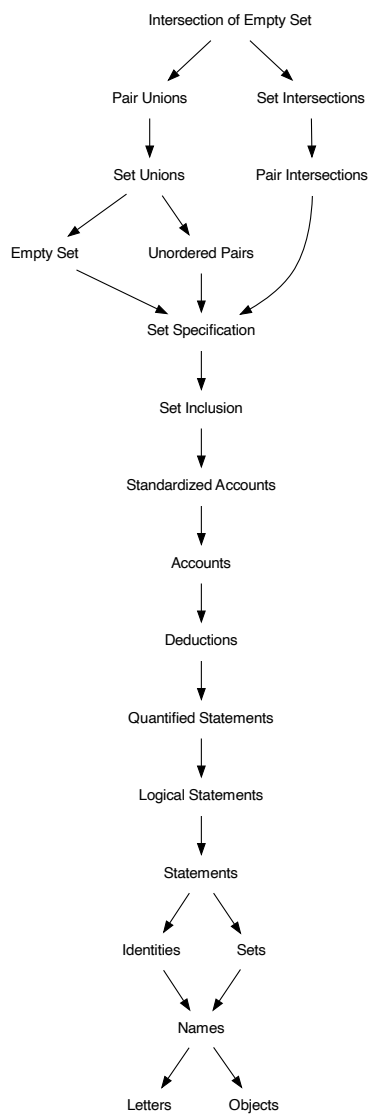 Intersection of Empty Set
Pair Unions
Set Intersections
Set Unions
Pair Intersections
Empty Set
Unordered Pairs
Set Specification
Set Inclusion
Standardized Accounts
Accounts
Deductions
Quantified Statements
Logical Statements
Statements
Identities
Sets
Names
Letters
Objects